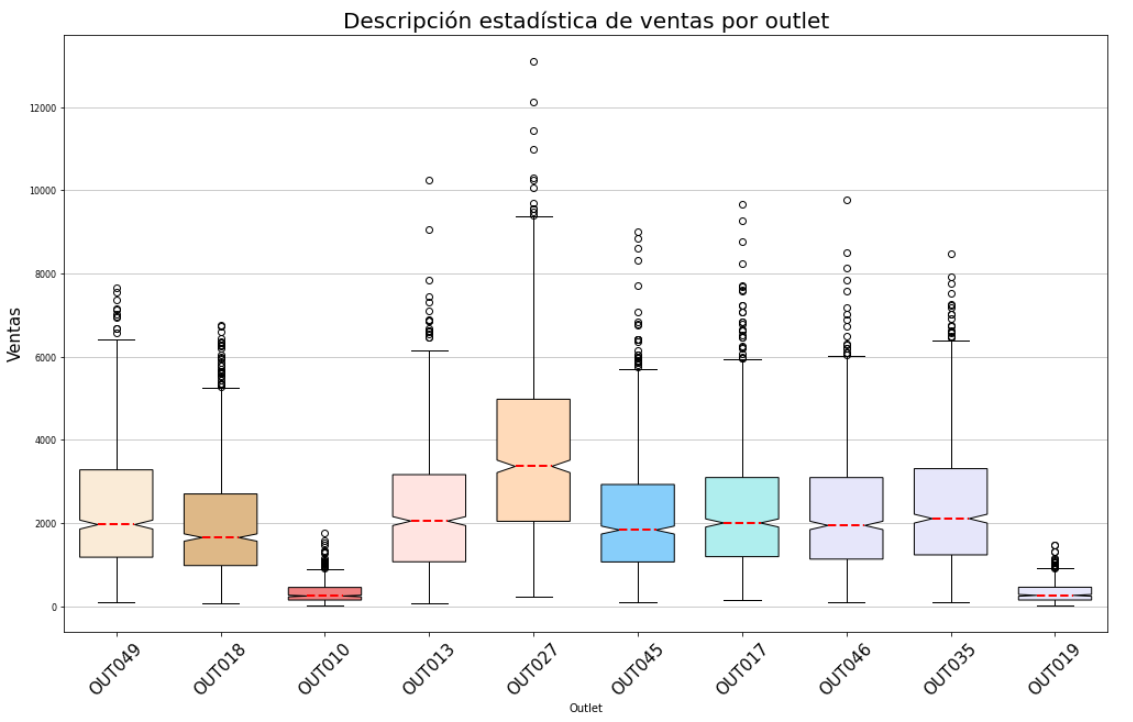 Descripción estadística de ventas por outlet
Ventas
12000
10000
8000
6000
4000
2000
0
OUT049
OUT018
OUT010
OUT013
OUT027
OUT045
OUT017
OUT046
OUT035
OUT019
Outlet